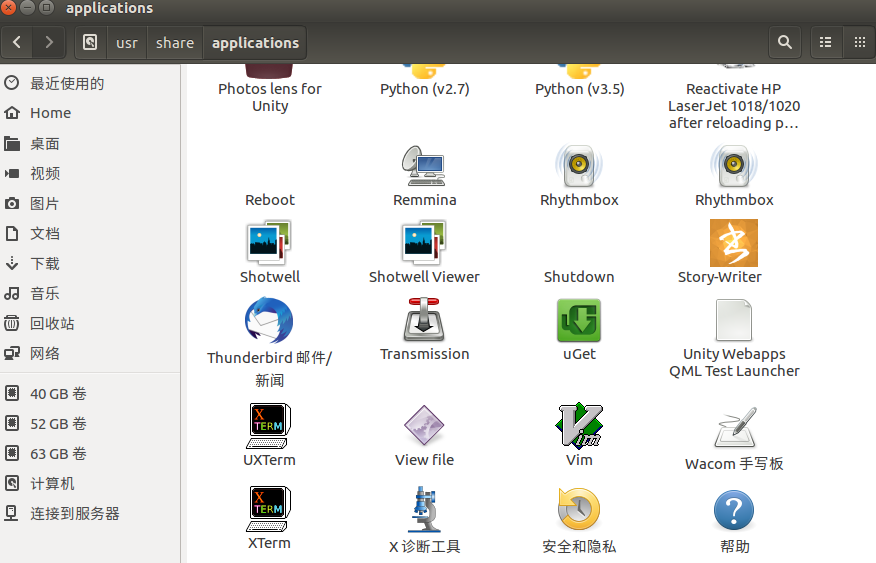 applications
usr
share
applications
最近使用的
Home
桌面
视频
图片
文档
下载
音乐
回收站
网络
40 GB 卷
52 GB 卷
63 GB 卷
计算机
连接到服务器
Photos lens for
Unity
Python (v2.7)
Python (v3.5)
Reactivate HP
LaserJet 1018/1020
after reloading p…
Reboot
Remmina
Rhythmbox
Rhythmbox
Shotwell
Shotwell Viewer
Shutdown
Story-Writer
Thunderbird 邮件/
新闻
Transmission
uGet
Unity Webapps
QML Test Launcher
X
TERM
UXTerm
View file
Vim
Vim
Wacom 手写板
X
TERM
XTerm
X 诊断工具
安全和隐私
?
帮助